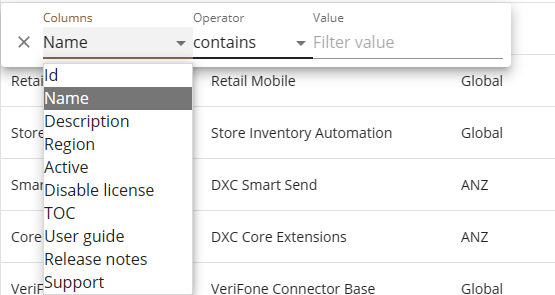 Columns Operator Value
Name contains Filter value
Id
Retail Retail Mobile Global
Name
Description
Store Store Inventory Automation Global
Region
Active
Smar DXC Smart Send ANZ
Disable license
TOC
Core DXC Core Extensions ANZ
User guide
Release notes
Support
VeriF VeriFone Connector Base Global